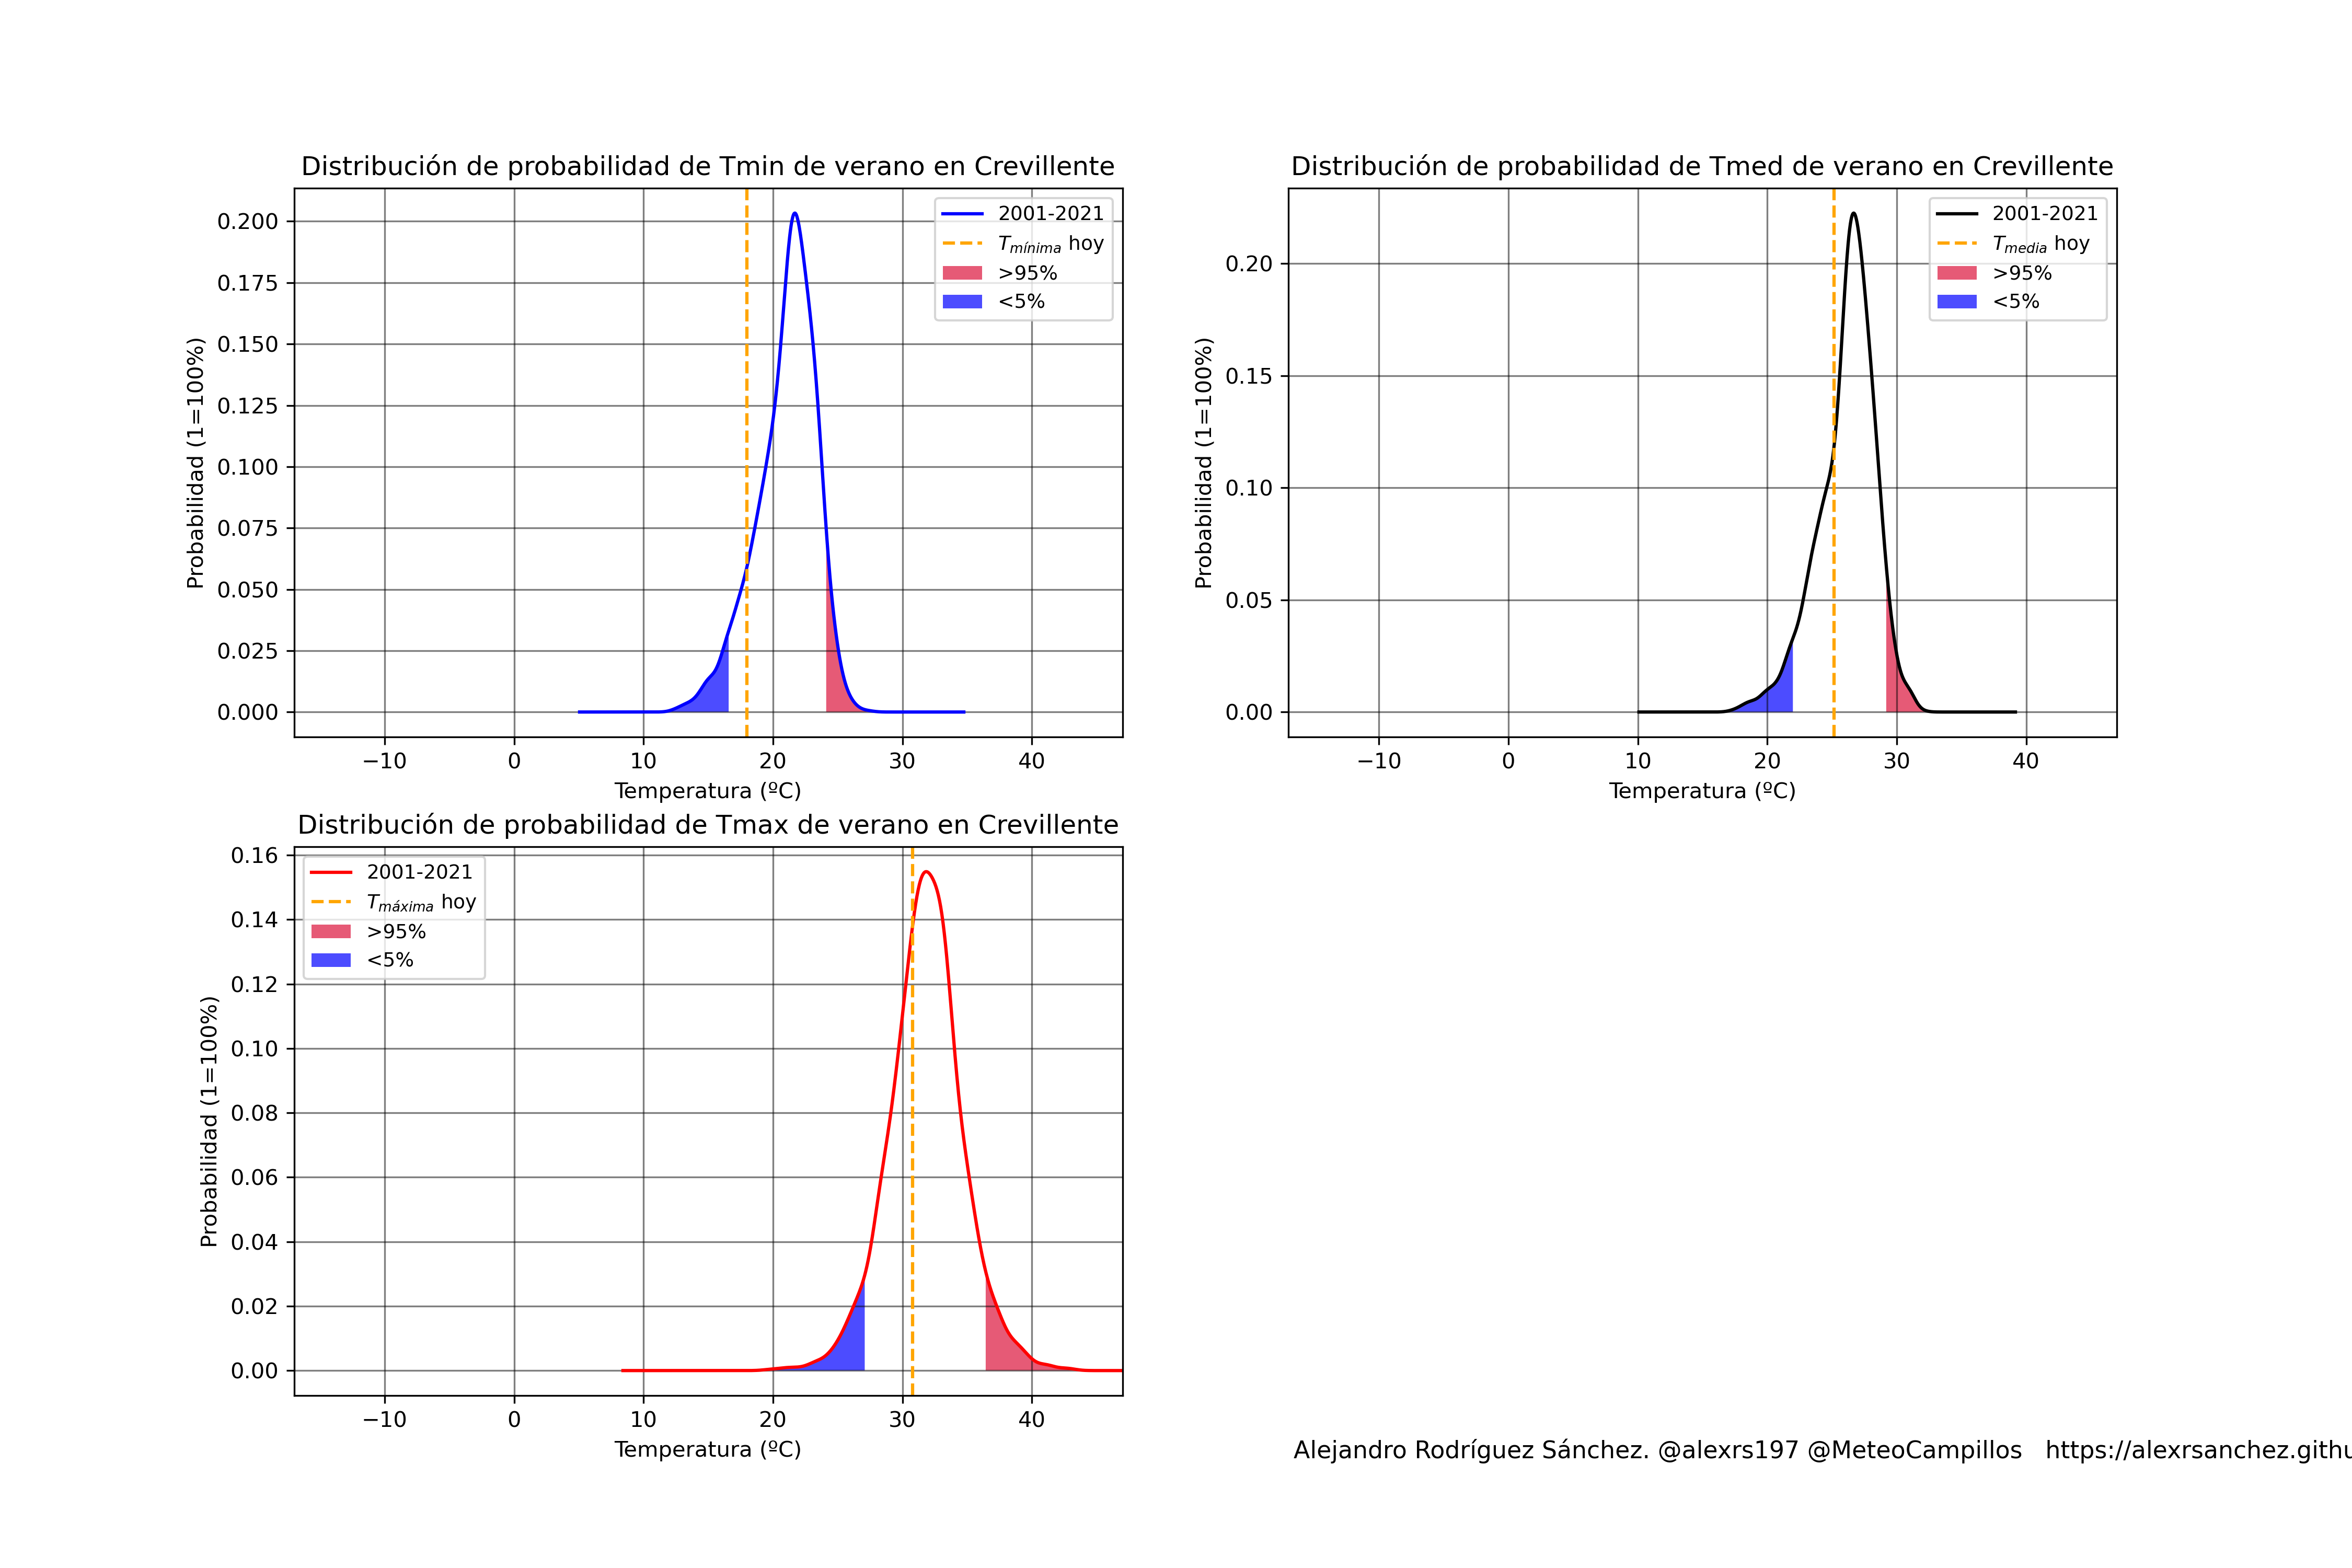 Distribución de probabilidad de Tmin de verano en Crevillente
Probabilidad (1=100%)
0.200
0.175
0.150
0.125
0.100
0.075
0.050
0.025
0.000
2001-2021
Tmínima hoy
>95%
<5%
−10 0 10 20 30 40
Temperatura (ºC)
Distribución de probabilidad de Tmed de verano en Crevillente
Probabilidad (1=100%)
0.20
0.15
0.10
0.05
0.00
2001-2021
Tmedia hoy
>95%
<5%
−10 0 10 20 30 40
Temperatura (ºC)
Distribución de probabilidad de Tmax de verano en Crevillente
Probabilidad (1=100%)
0.16
0.14
0.12
0.10
0.08
0.06
0.04
0.02
0.00
2001-2021
Tmáxima hoy
>95%
<5%
−10 0 10 20 30 40
Temperatura (ºC)
Alejandro Rodríguez Sánchez. @alexrs197 @MeteoCampillos https://alexrsanchez.githu